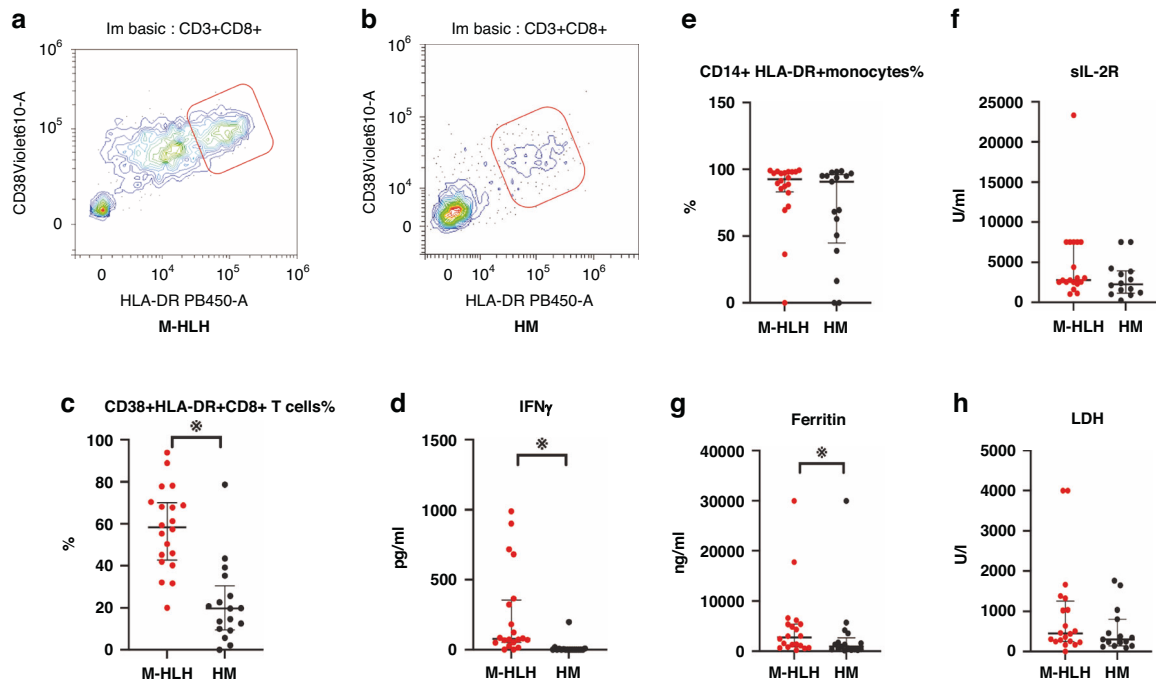 a
Im basic : CD3+CD8+
10^6
10^5
0
CD38Violet610-A
0
10^4
10^5
10^6
HLA-DR PB450-A
M-HLH
b
Im basic : CD3+CD8+
10^6
10^5
10^4
0
CD38Violet610-A
0
10^4
10^5
10^6
HLA-DR PB450-A
HM
e
CD14+ HLA-DR+monocytes%
150
100
50
0
%
M-HLH
HM
f
sIL-2R
25000
20000
15000
10000
5000
0
U/ml
M-HLH
HM
c
CD38+HLA-DR+CD8+ T cells%
※
100
80
60
40
20
0
%
M-HLH
HM
d
IFNγ
※
1500
1000
500
0
pg/ml
M-HLH
HM
g
Ferritin
※
40000
30000
20000
10000
0
ng/ml
M-HLH
HM
h
LDH
5000
4000
3000
2000
1000
0
U/l
M-HLH
HM